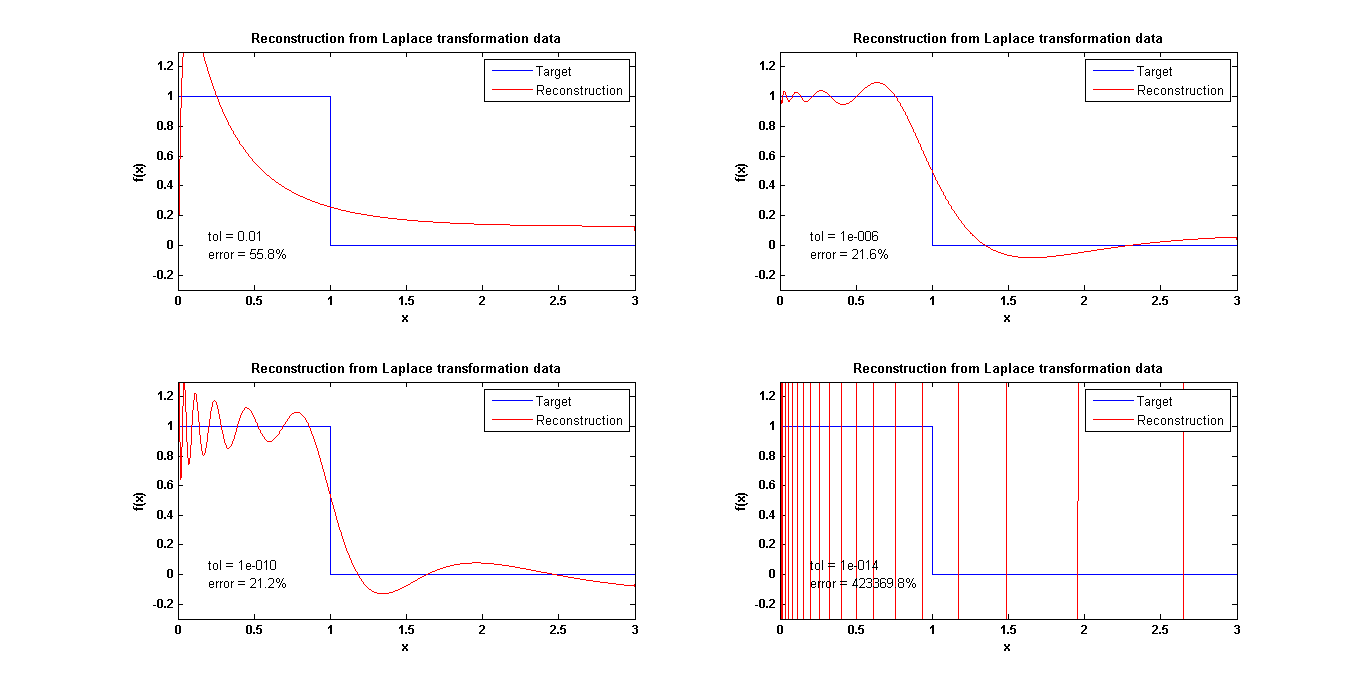 Reconstruction from Laplace transformation data
1.2
1
0.8
0.6
0.4
0.2
0
-0.2
f(x)
Target
Reconstruction
tol = 0.01
error = 55.8%
0 0.5 1 1.5 2 2.5 3
x
Reconstruction from Laplace transformation data
1.2
1
0.8
0.6
0.4
0.2
0
-0.2
f(x)
Target
Reconstruction
tol = 1e-006
error = 21.6%
0 0.5 1 1.5 2 2.5 3
x
Reconstruction from Laplace transformation data
1.2
1
0.8
0.6
0.4
0.2
0
-0.2
f(x)
Target
Reconstruction
tol = 1e-010
error = 21.2%
0 0.5 1 1.5 2 2.5 3
x
Reconstruction from Laplace transformation data
1.2
1
0.8
0.6
0.4
0.2
0
-0.2
f(x)
Target
Reconstruction
tol = 1e-014
error = 423369.8%
0 0.5 1 1.5 2 2.5 3
x